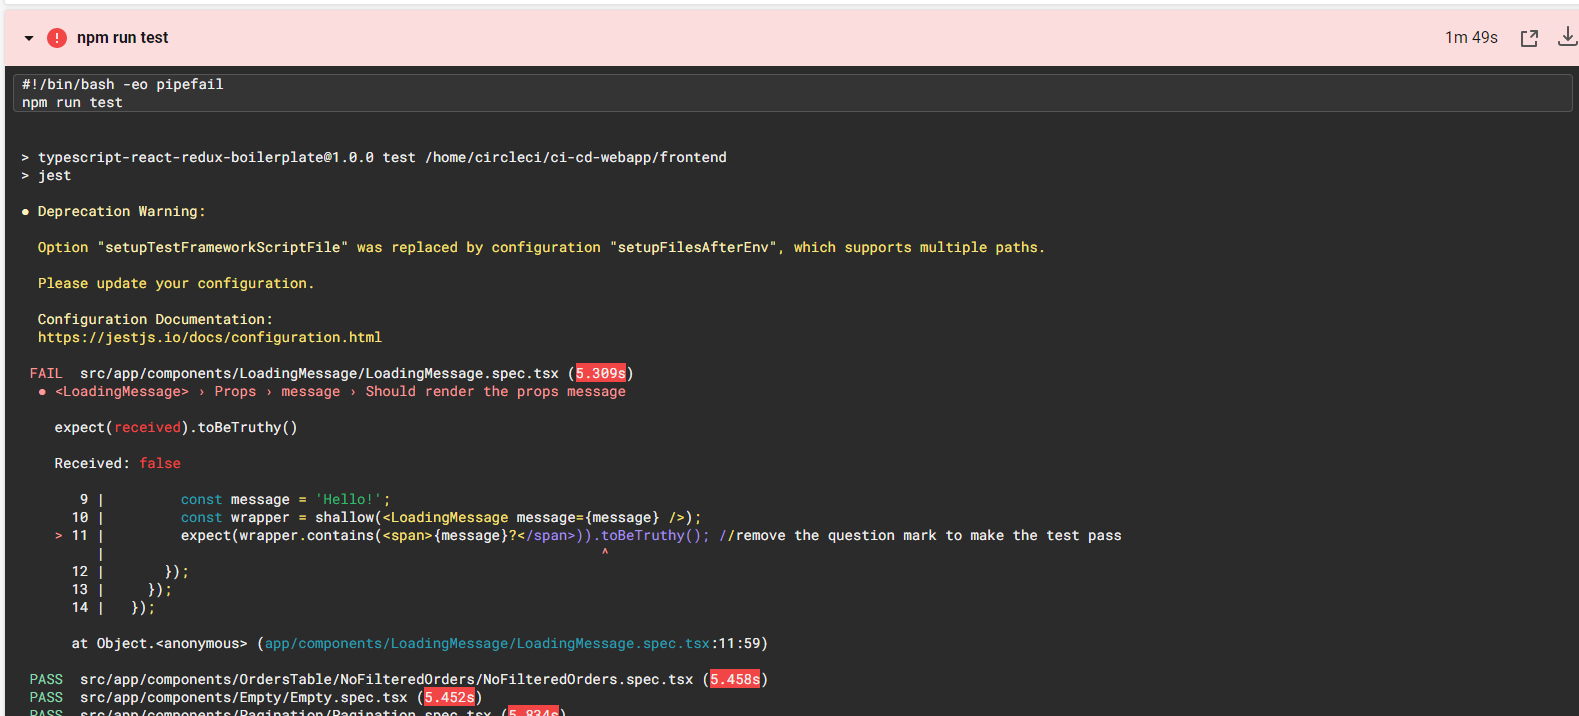 npm run test
1m 49s
#!/bin/bash -eo pipefail
npm run test
> typescript-react-redux-boilerplate@1.0.0 test /home/circleci/ci-cd-webapp/frontend
> jest
● Deprecation Warning:
Option "setupTestFrameworkScriptFile" was replaced by configuration "setupFilesAfterEnv", which supports multiple paths.
Please update your configuration.
Configuration Documentation:
https://jestjs.io/docs/configuration.html
FAIL src/app/components/LoadingMessage/LoadingMessage.spec.tsx (5.309s)
● <LoadingMessage> › Props › message › Should render the props message
expect(received).toBeTruthy()
Received: false
9 | const message = 'Hello!';
10 | const wrapper = shallow(<LoadingMessage message={message} />);
> 11 | expect(wrapper.contains(<span>{message}?</span>)).toBeTruthy(); //remove the question mark to make the test pass
| ^
12 | });
13 | });
14 | });
at Object.<anonymous> (app/components/LoadingMessage/LoadingMessage.spec.tsx:11:59)
PASS src/app/components/OrdersTable/NoFilteredOrders/NoFilteredOrders.spec.tsx (5.458s)
PASS src/app/components/Empty/Empty.spec.tsx (5.452s)
PASS src/app/components/Pagination/Pagination.spec.tsx (5.834s)